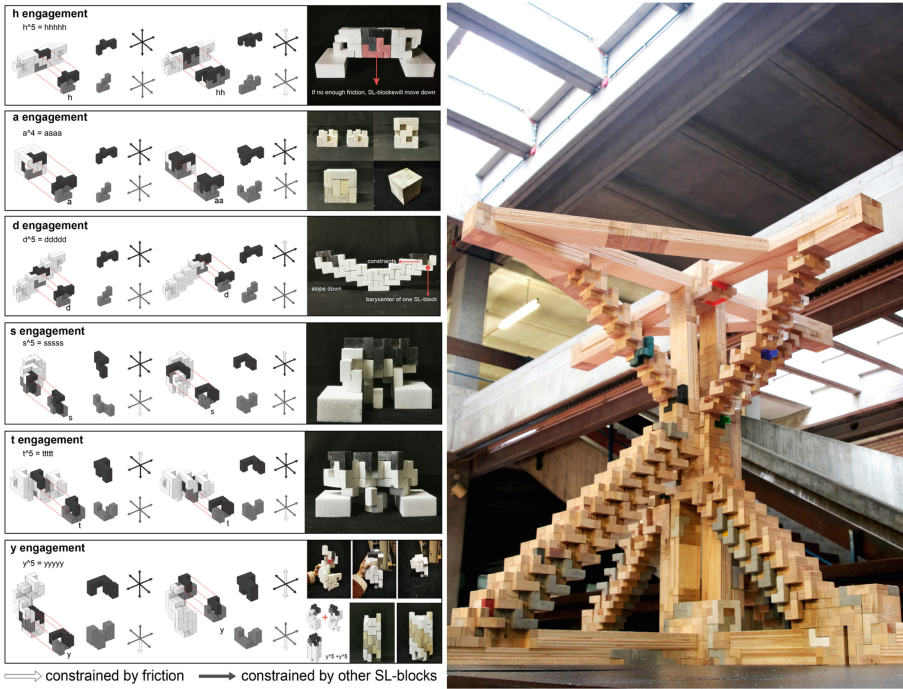 h engagement
h^5 = hhhhh
h
hh
If no enough friction, SL-blockswill move down
a engagement
a^4 = aaaa
a
aa
d engagement
d^5 = ddddd
d
d
constraints
slope down
barycenter of one SL-block
s engagement
s^5 = sssss
s
s
t engagement
t^5 = ttttt
t
t
y engagement
y^5 = yyyyy
y
y
+
y^5 +y^5
constrained by friction
constrained by other SL-blocks